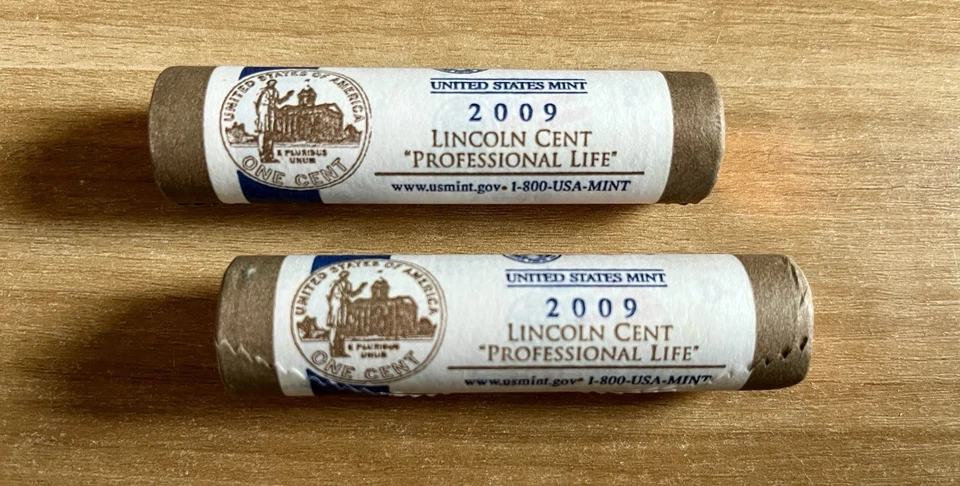 UNITED STATES OF AMERICA
E PLURIBUS
UNUM
ONE CENT
UNITED STATES MINT
2009
LINCOLN CENT
"PROFESSIONAL LIFE"
www.usmint.gov• 1-800-USA-MINT
UNITED STATES OF AMERICA
E PLURIBUS
UNUM
ONE CENT
UNITED STATES MINT
2009
LINCOLN CENT
"PROFESSIONAL LIFE"
www.usmint.gov• 1-800-USA-MINT